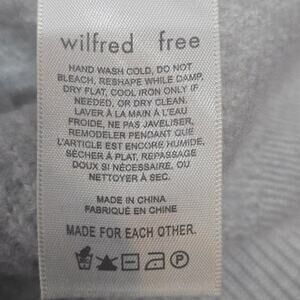 wilfred free
HAND WASH COLD, DO NOT
BLEACH, RESHAPE WHILE DAMP,
DRY FLAT, COOL IRON ONLY IF
NEEDED, OR DRY CLEAN.
LAVER À LA MAIN À L'EAU
FROIDE, NE PAS JAVELISER,
REMODELER PENDANT QUE
L'ARTICLE EST ENCORE HUMIDE,
SÉCHER À PLAT, REPASSAGE
DOUX SI NÉCESSAIRE, OU
NETTOYER À SEC.
MADE IN CHINA
FABRIQUÉ EN CHINE
MADE FOR EACH OTHER.
P